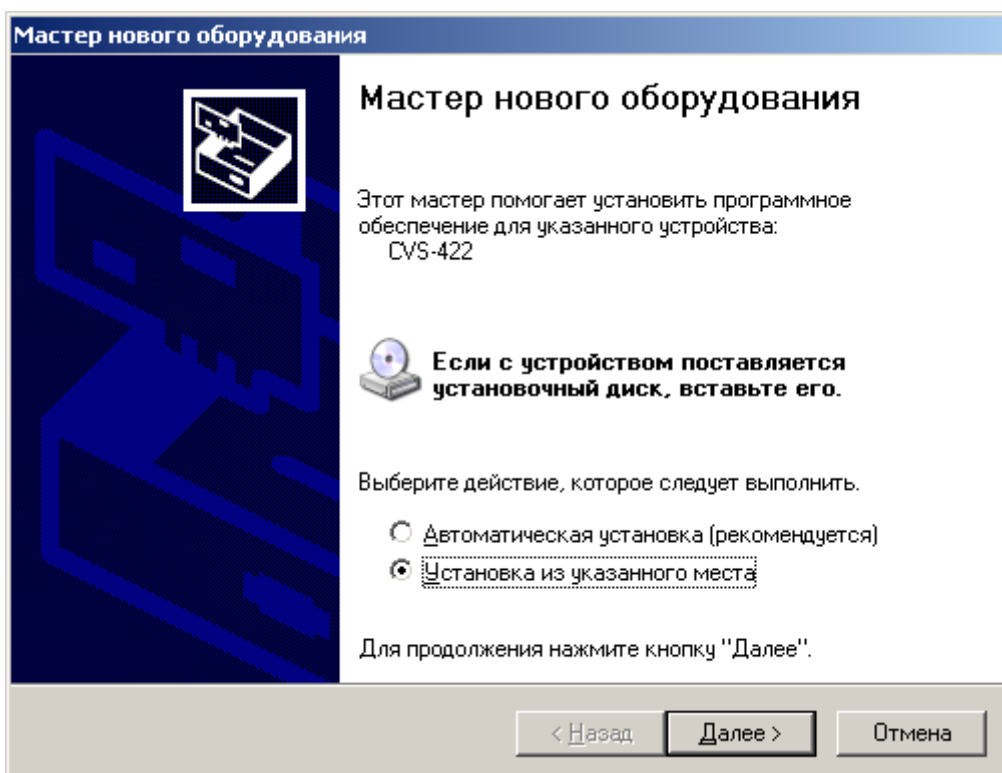 Мастер нового оборудования
Мастер нового оборудования
Этот мастер помогает установить программное
обеспечение для указанного устройства:
CVS-422
Если с устройством поставляется
установочный диск, вставьте его.
Выберите действие, которое следует выполнить.
Автоматическая установка (рекомендуется)
Установка из указанного места
Для продолжения нажмите кнопку "Далее".
< Назад Далее > Отмена